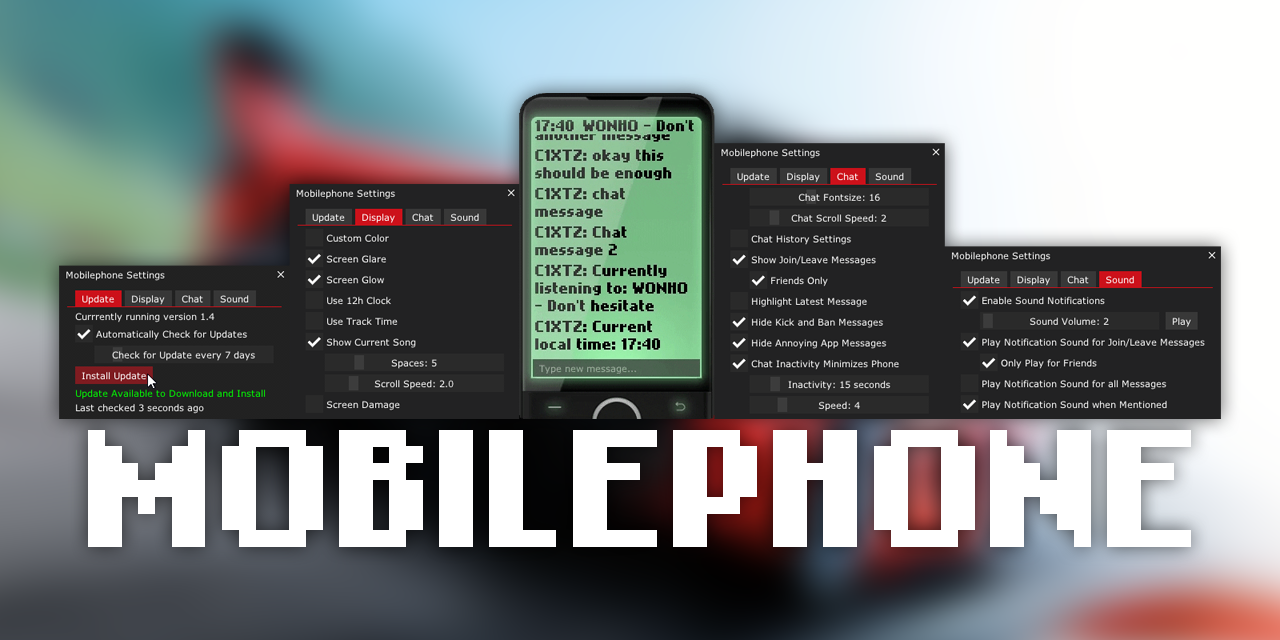 Mobilephone Settings
Update Display Chat Sound
Currrently running version 1.4
Automatically Check for Updates
Check for Update every 7 days
Install Update
Update Available to Download and Install
Last checked 3 seconds ago
Mobilephone Settings
Update Display Chat Sound
Custom Color
Screen Glare
Screen Glow
Use 12h Clock
Use Track Time
Show Current Song
Spaces: 5
Scroll Speed: 2.0
Screen Damage
17:40 WONHO - Don't
another message
C1XTZ: okay this
should be enough
C1XTZ: chat
message
C1XTZ: Chat
message 2
C1XTZ: Currently
listening to: WONHO
- Don't hesitate
C1XTZ: Current
local time: 17:40
Type new message...
Mobilephone Settings
Update Display Chat Sound
Chat Fontsize: 16
Chat Scroll Speed: 2
Chat History Settings
Show Join/Leave Messages
Friends Only
Highlight Latest Message
Hide Kick and Ban Messages
Hide Annoying App Messages
Chat Inactivity Minimizes Phone
Inactivity: 15 seconds
Speed: 4
Mobilephone Settings
Update Display Chat Sound
Enable Sound Notifications
Sound Volume: 2 Play
Play Notification Sound for Join/Leave Messages
Only Play for Friends
Play Notification Sound for all Messages
Play Notification Sound when Mentioned
MOBILEPHONE